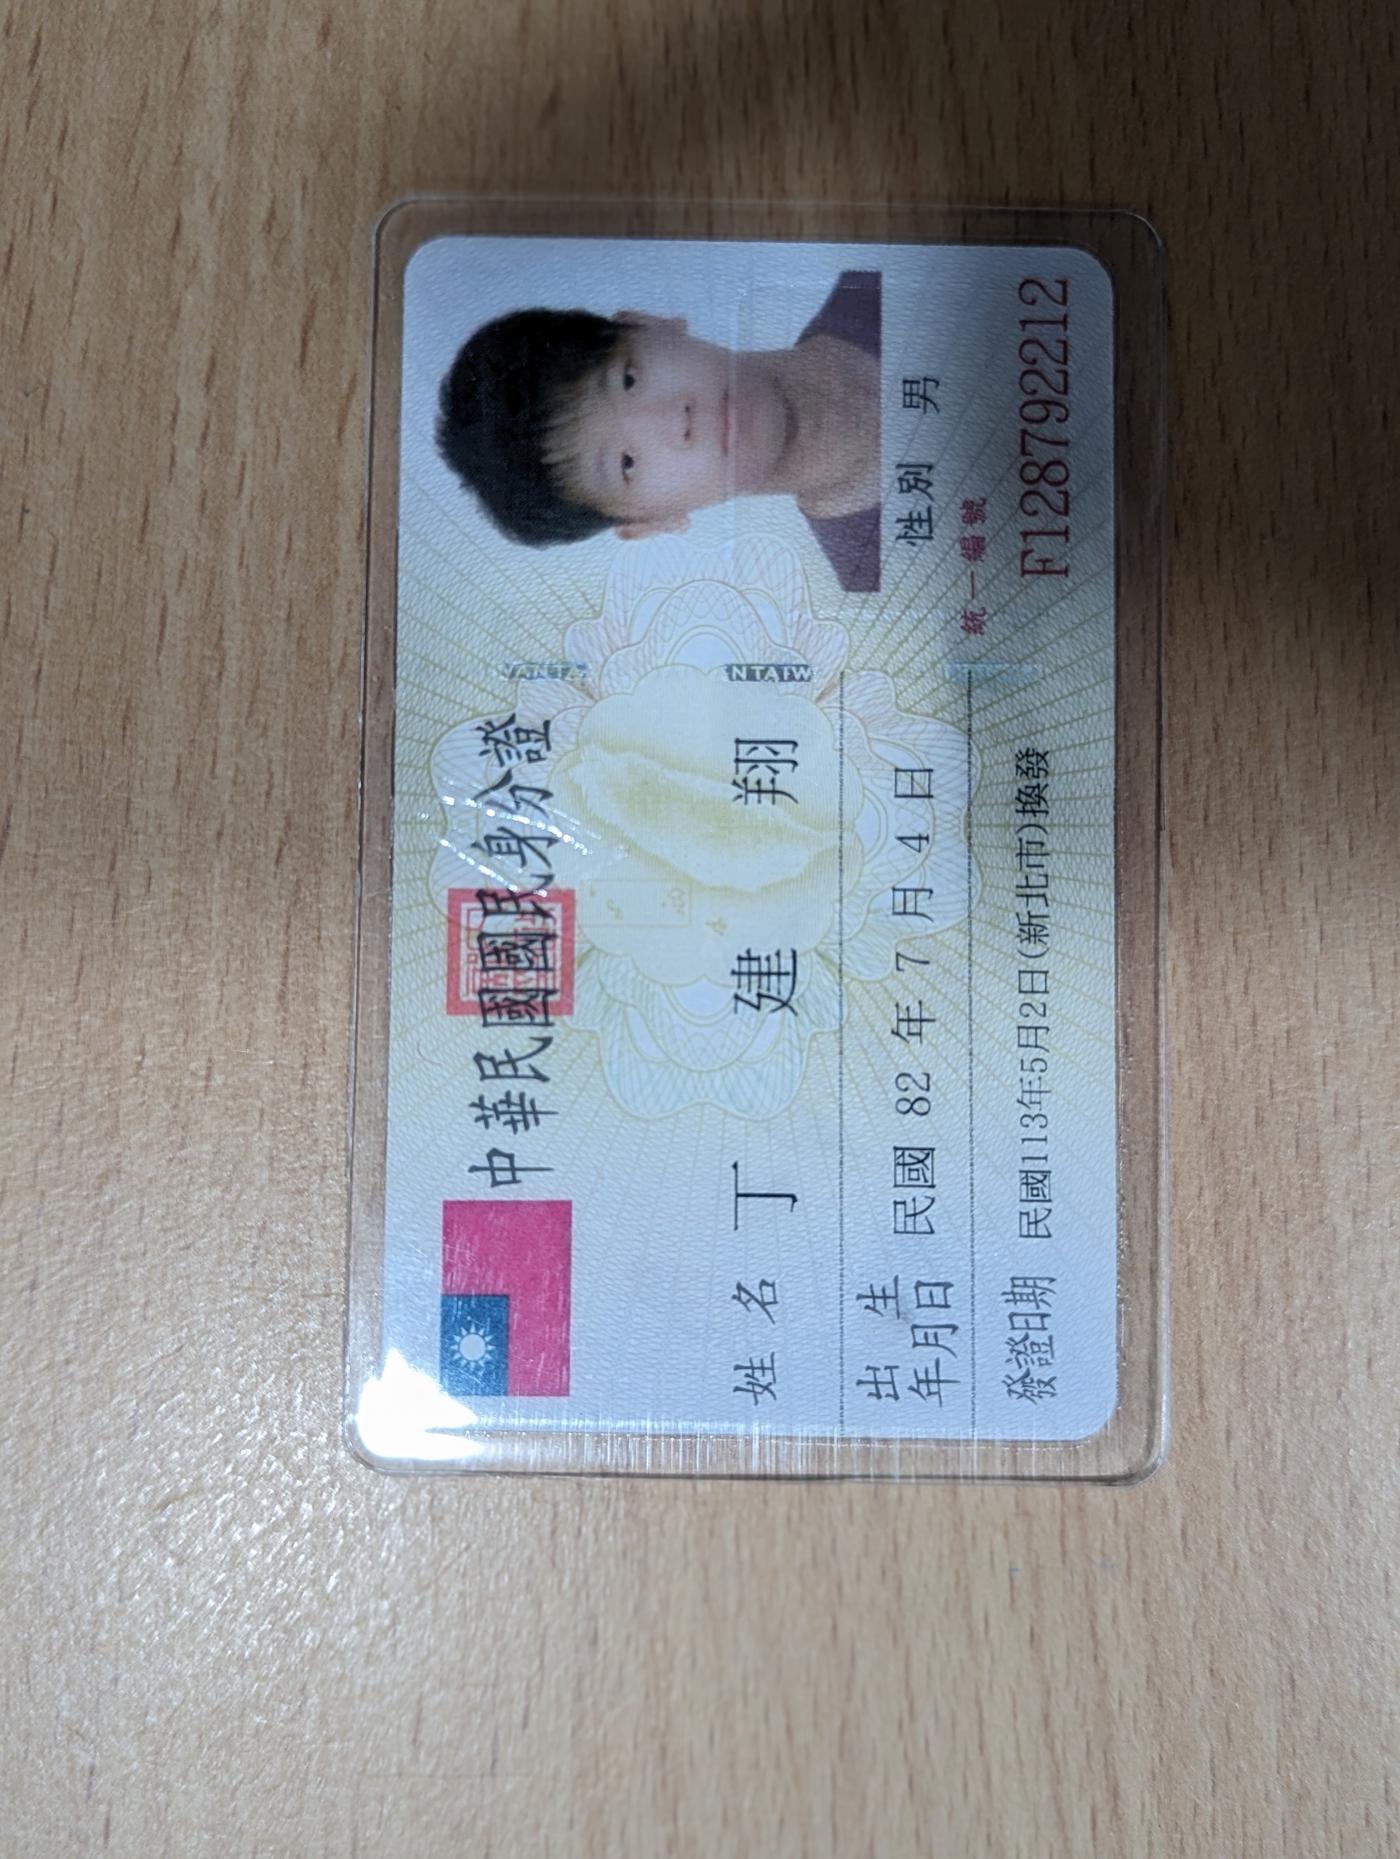 中華民國國民身分證
姓名 丁建翔
出生年月日 民國 82 年 7 月 4 日
性別 男
發證日期 民國113年5月2日(新北市)換發
統一編號
F128792212
WANTA
NTAIW